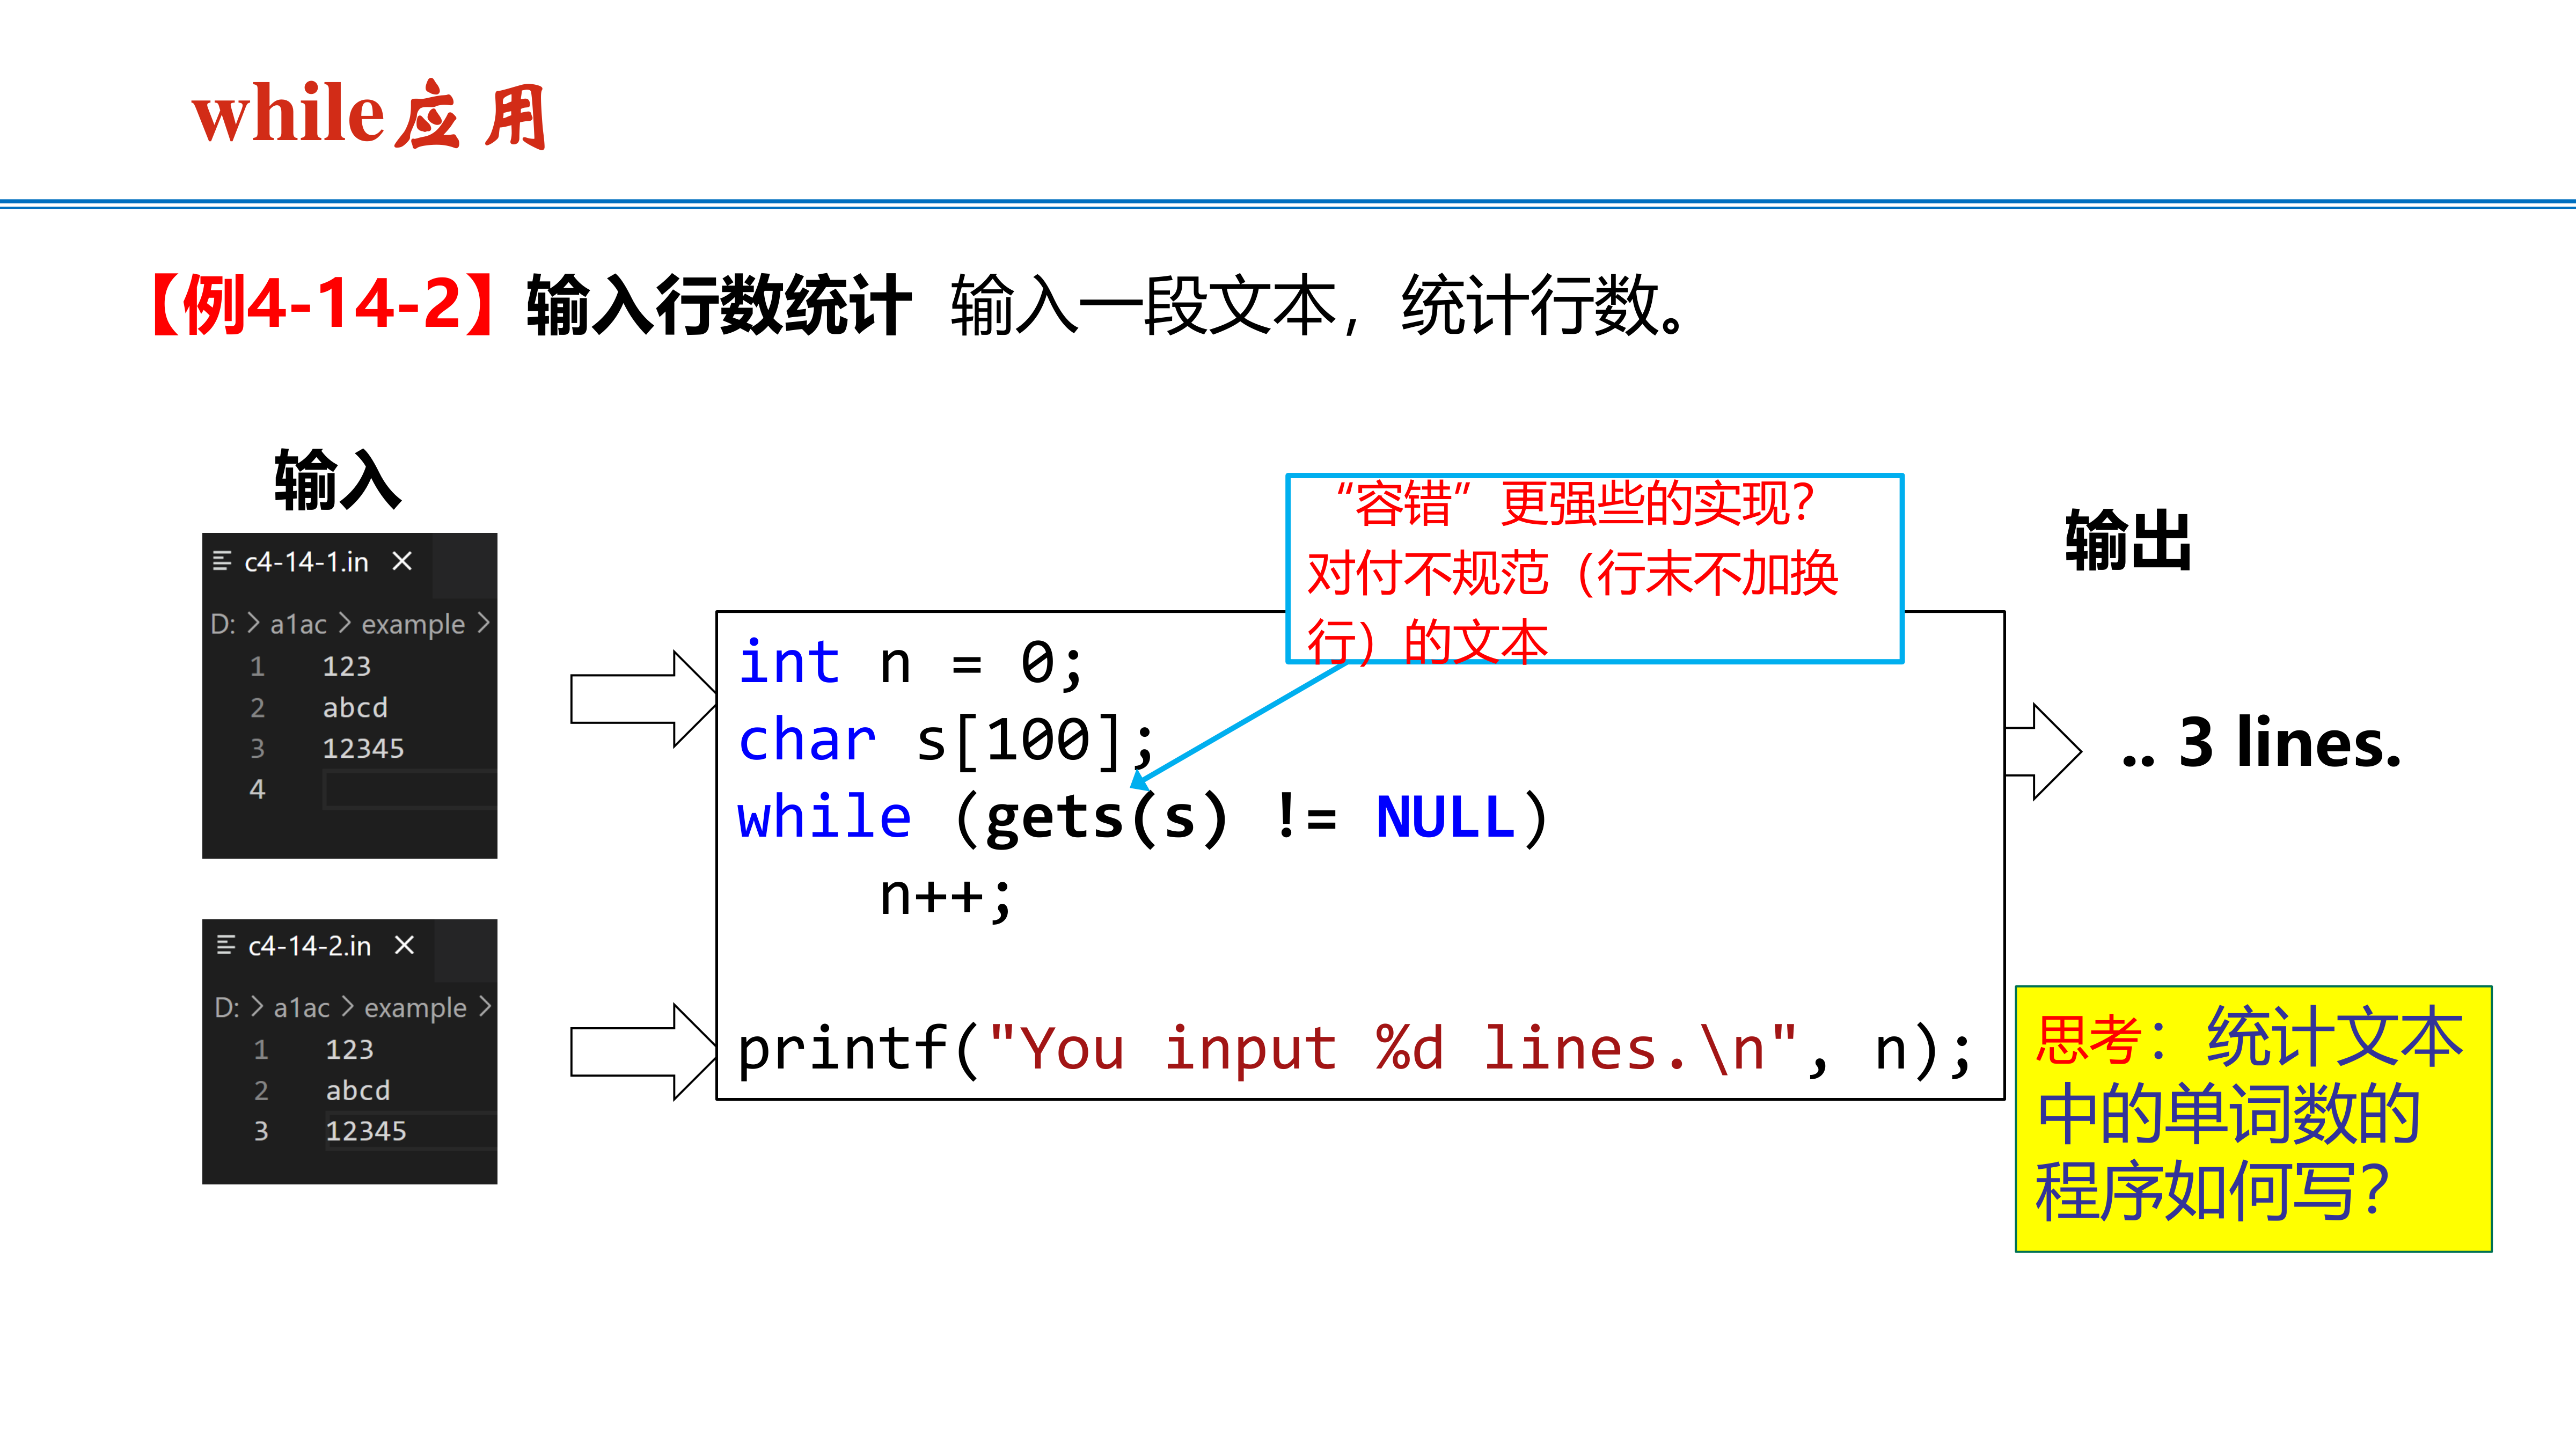 while应用
【例4-14-2】输入行数统计 输入一段文本，统计行数。
输入
c4-14-1.in ×
D: > a1ac > example >
1 123
2 abcd
3 12345
4
c4-14-2.in ×
D: > a1ac > example >
1 123
2 abcd
3 12345
“容错”更强些的实现？
对付不规范（行末不加换
行）的文本
int n = 0;
char s[100];
while (gets(s) != NULL)
n++;
printf("You input %d lines.\n", n);
输出
.. 3 lines.
思考：统计文本
中的单词数的
程序如何写？